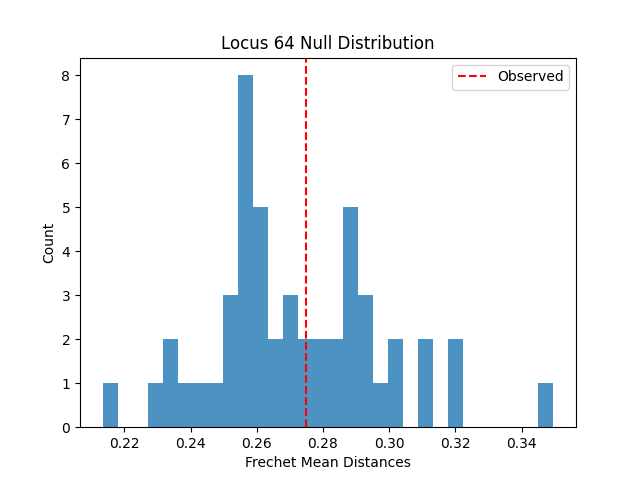 Locus 64 Null Distribution
Observed
8
7
6
5
4
3
2
1
0
Count
0.22 0.24 0.26 0.28 0.30 0.32 0.34
Frechet Mean Distances